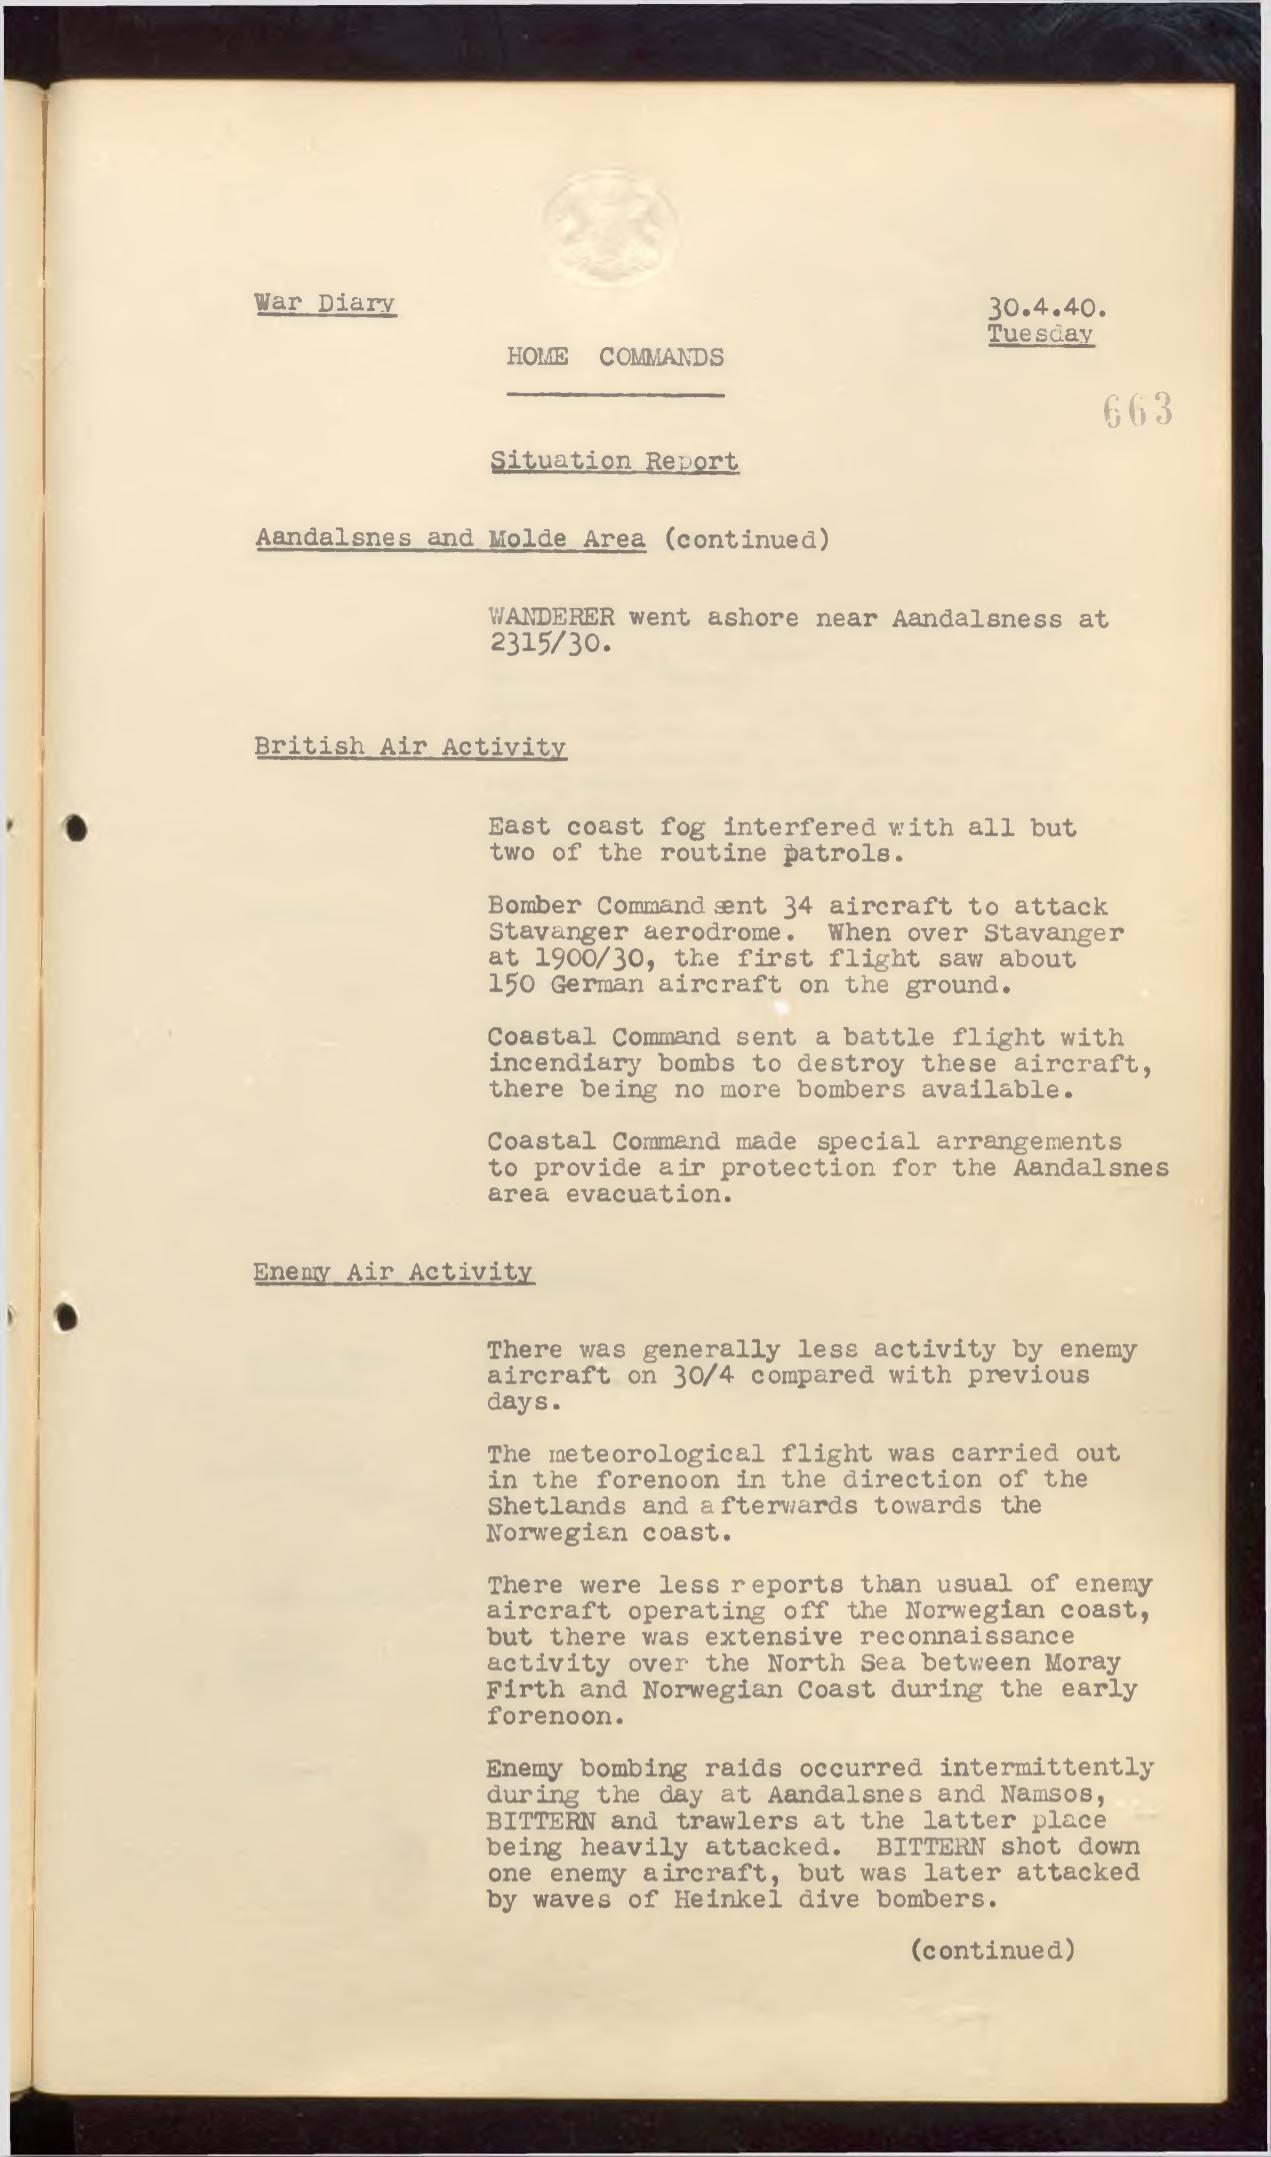 War Diary
30.4.40.
Tuesday
HOME COMMANDS
663
Situation Report
Aandalsnes and Molde Area (continued)
WANDERER went ashore near Aandalsness at
2315/30.
British Air Activity
East coast fog interfered with all but
two of the routine patrols.
Bomber Command sent 34 aircraft to attack
Stavanger aerodrome. When over Stavanger
at 1900/30, the first flight saw about
150 German aircraft on the ground.
Coastal Command sent a battle flight with
incendiary bombs to destroy these aircraft,
there being no more bombers available.
Coastal Command made special arrangements
to provide air protection for the Aandalsnes
area evacuation.
Enemy Air Activity
There was generally less activity by enemy
aircraft on 30/4 compared with previous
days.
The meteorological flight was carried out
in the forenoon in the direction of the
Shetlands and afterwards towards the
Norwegian coast.
There were less reports than usual of enemy
aircraft operating off the Norwegian coast,
but there was extensive reconnaissance
activity over the North Sea between Moray
Firth and Norwegian Coast during the early
forenoon.
Enemy bombing raids occurred intermittently
during the day at Aandalsnes and Namsos,
BITTERN and trawlers at the latter place
being heavily attacked. BITTERN shot down
one enemy aircraft, but was later attacked
by waves of Heinkel dive bombers.
(continued)